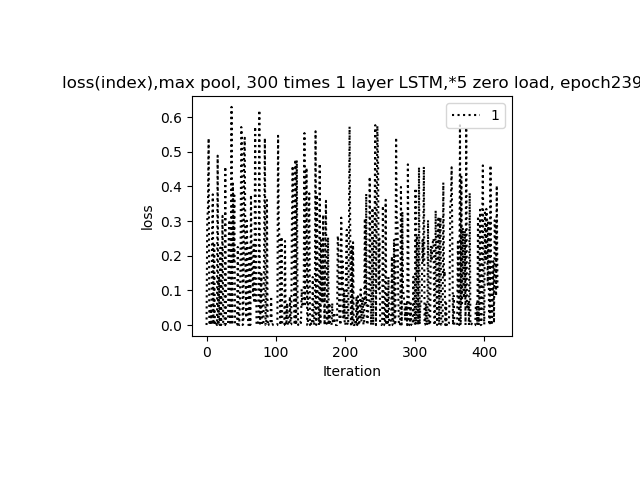 loss(index),max pool, 300 times 1 layer LSTM,*5 zero load, epoch239
1
0.6
0.5
0.4
0.3
0.2
0.1
0.0
loss
0 100 200 300 400
Iteration